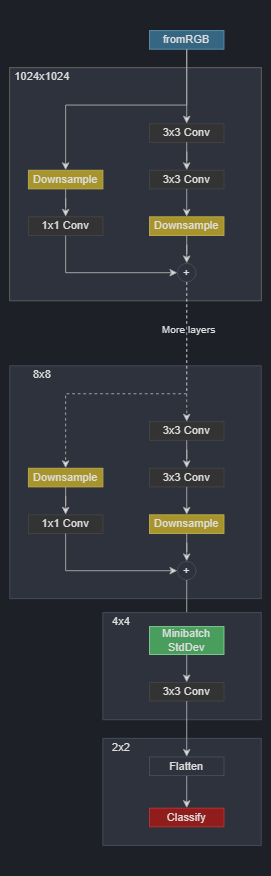 fromRGB
1024x1024
3x3 Conv
Downsample
3x3 Conv
1x1 Conv
Downsample
+
More layers
8x8
3x3 Conv
Downsample
3x3 Conv
1x1 Conv
Downsample
+
4x4
Minibatch
StdDev
3x3 Conv
2x2
Flatten
Classify